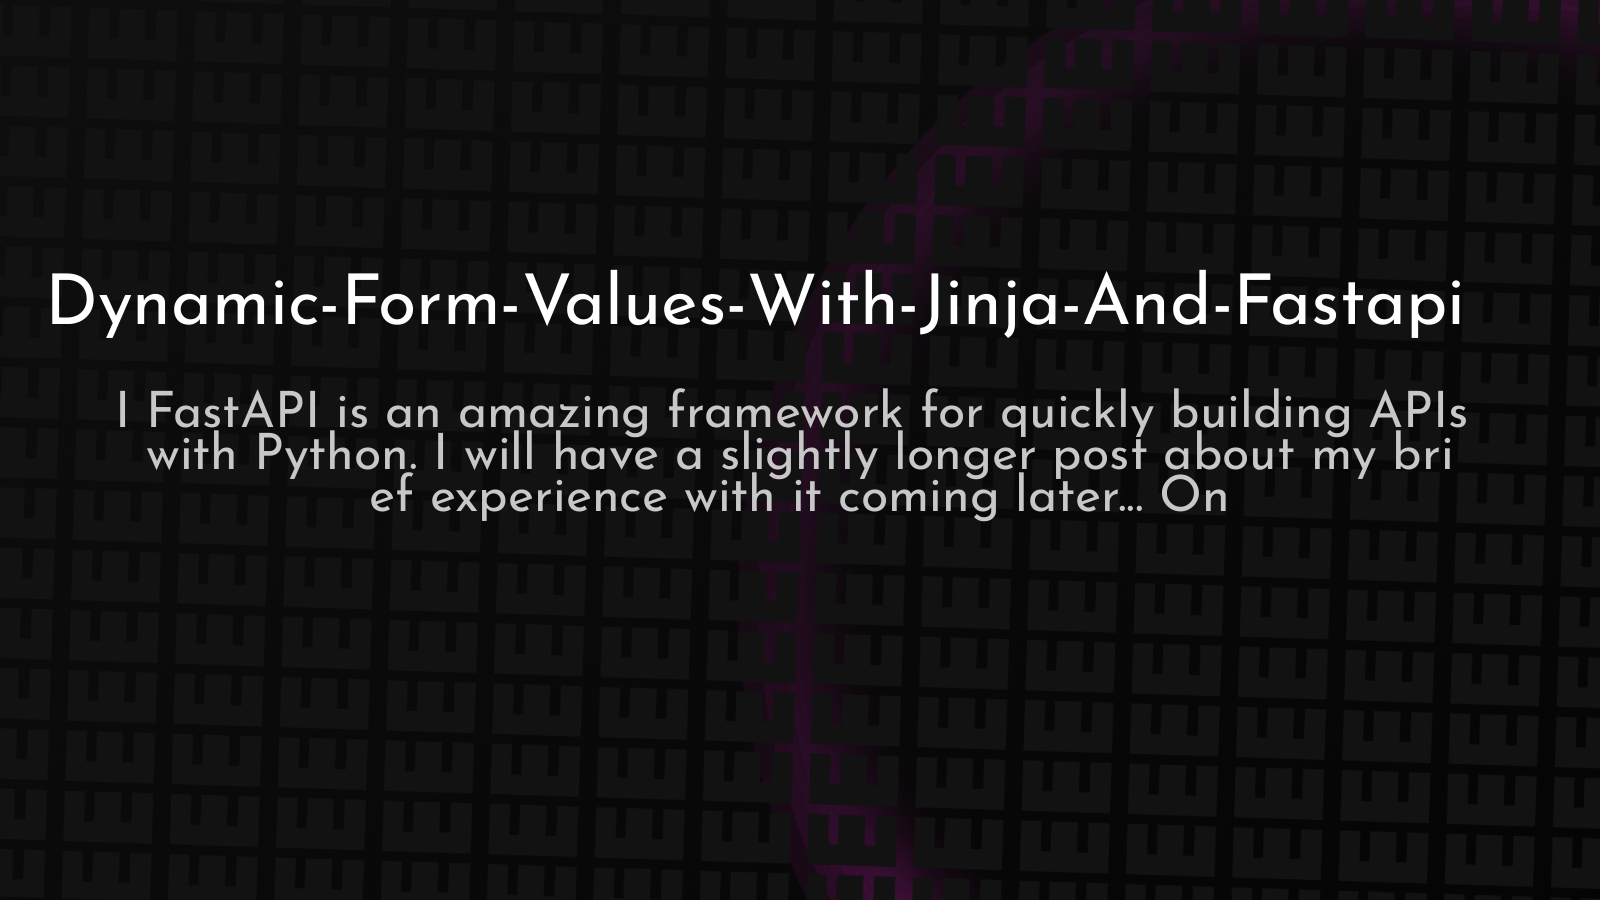 Dynamic-Form-Values-With-Jinja-And-Fastapi
I FastAPI is an amazing framework for quickly building APIs
with Python. I will have a slightly longer post about my bri
ef experience with it coming later... On